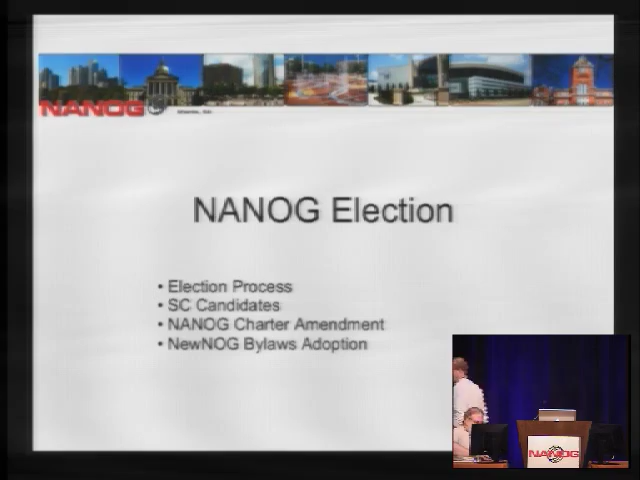 NANOG
NANOG Election
• Election Process
• SC Candidates
• NANOG Charter Amendment
• NewNOG Bylaws Adoption
NANOG